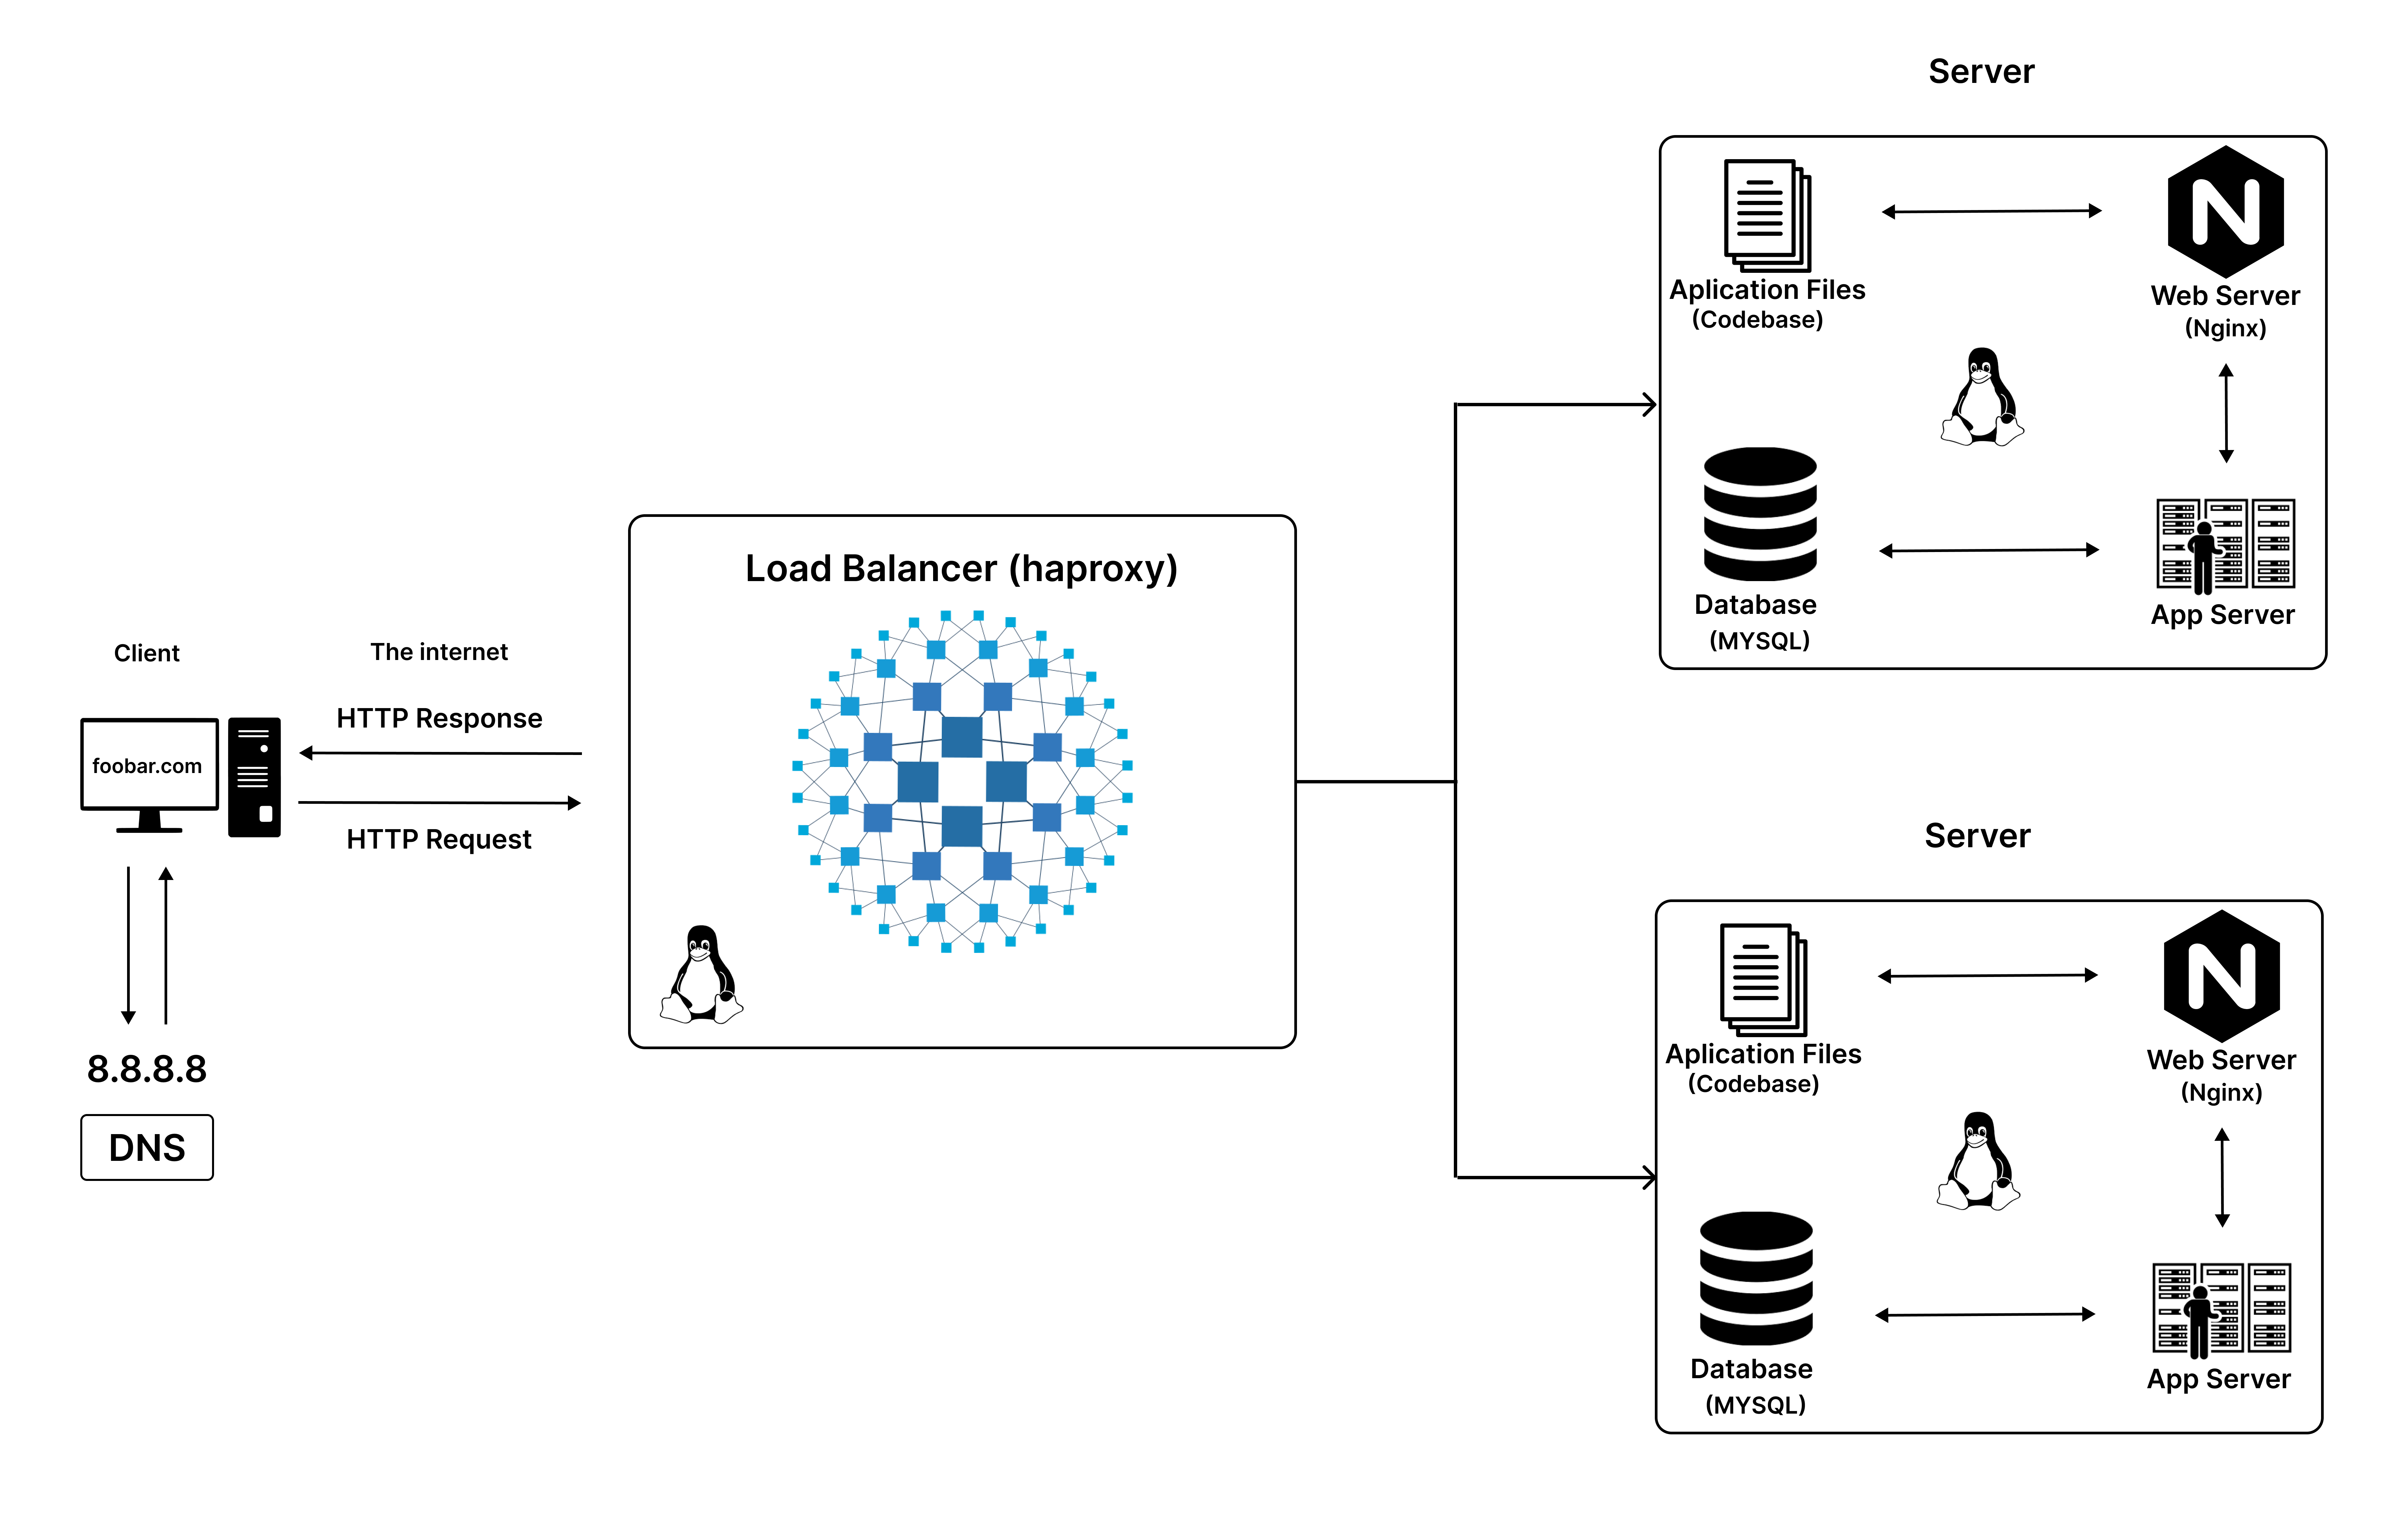 Server
Aplication Files
(Codebase)
Web Server
(Nginx)
Database
(MYSQL)
App Server
Load Balancer (haproxy)
Client
The internet
HTTP Response
foobar.com
HTTP Request
8.8.8.8
DNS
Server
Aplication Files
(Codebase)
Web Server
(Nginx)
Database
(MYSQL)
App Server